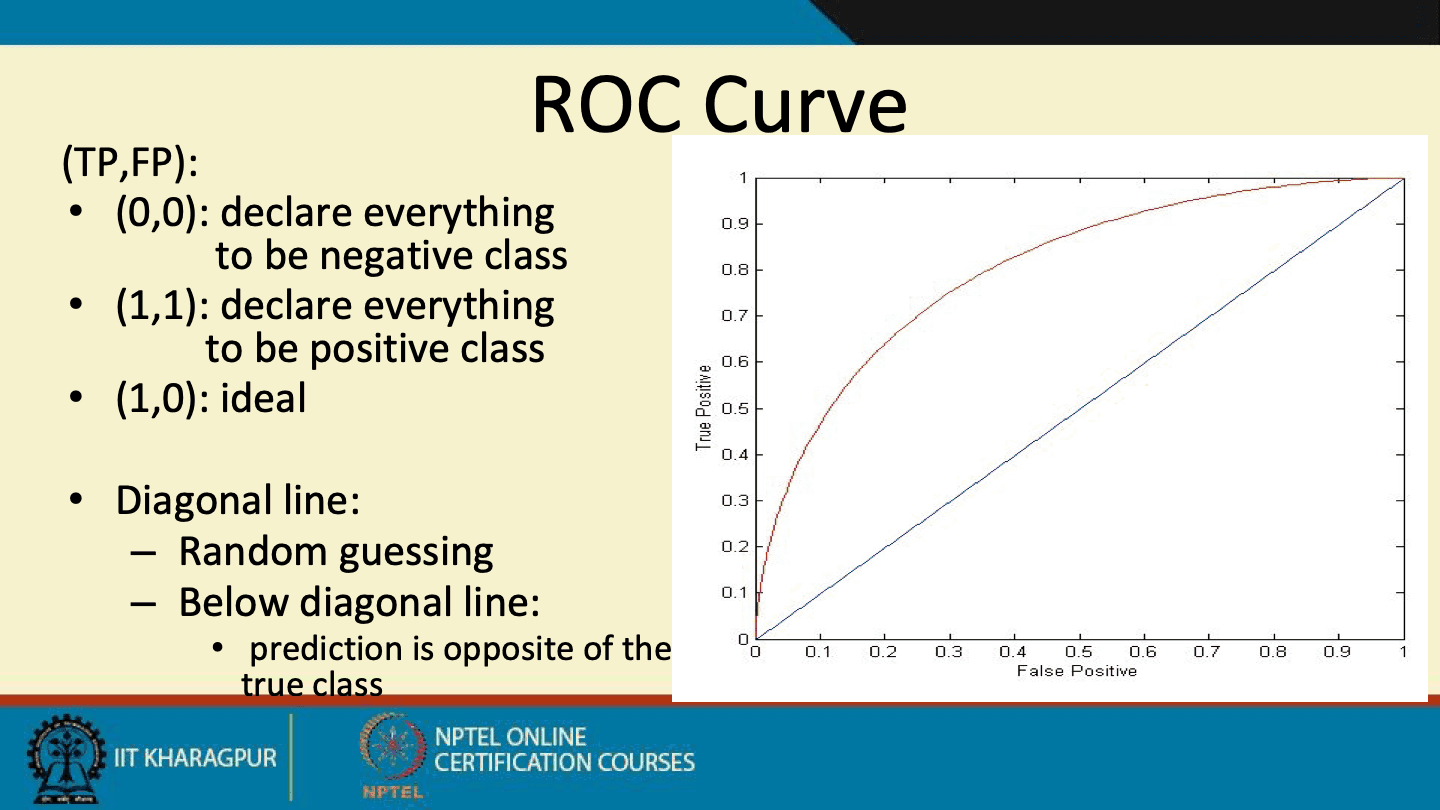 ROC Curve
(TP,FP):
• (0,0): declare everything
to be negative class
• (1,1): declare everything
to be positive class
• (1,0): ideal
• Diagonal line:
– Random guessing
– Below diagonal line:
• prediction is opposite of the
true class
1
0.9
0.8
0.7
0.6
0.5
0.4
0.3
0.2
0.1
0
True Positive
0 0.1 0.2 0.3 0.4 0.5 0.6 0.7 0.8 0.9 1
False Positive
IIT KHARAGPUR
NPTEL
NPTEL ONLINE
CERTIFICATION COURSES